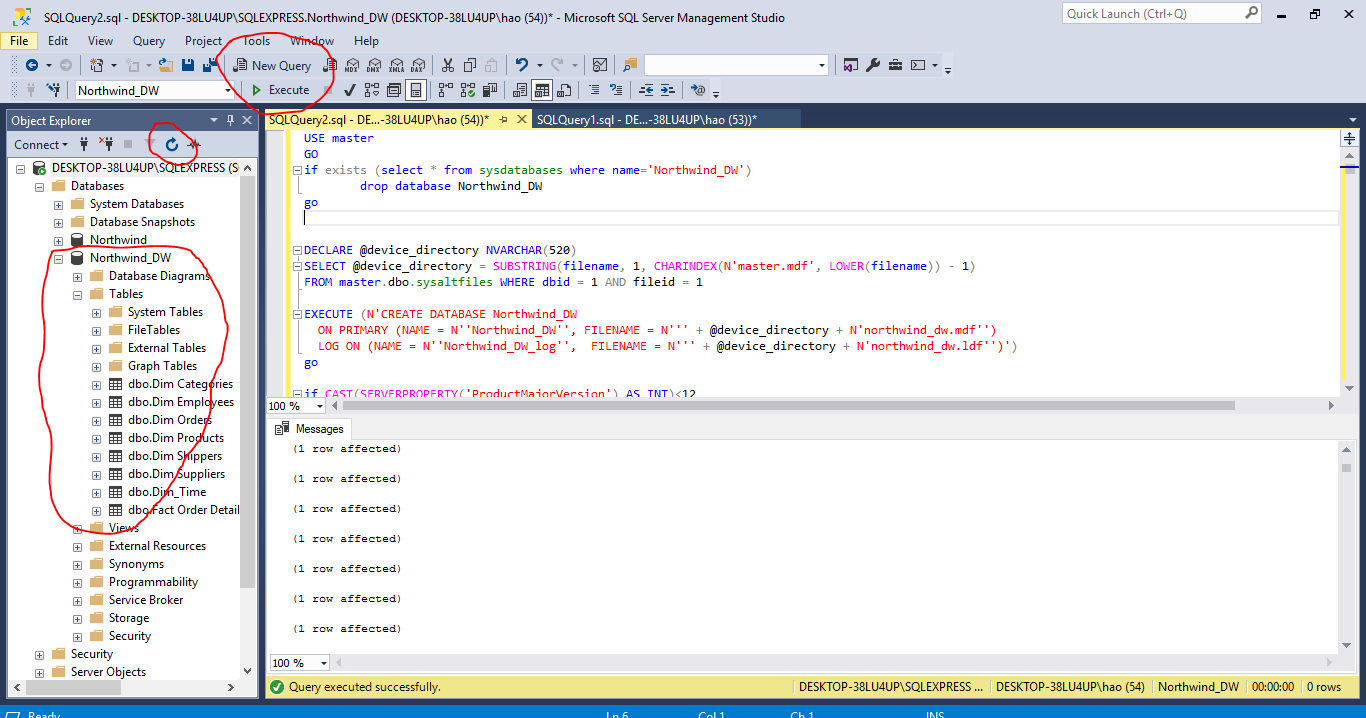 SQLQuery2.sql - DESKTOP-38LU4UP\SQLEXPRESS.Northwind_DW (DESKTOP-38LU4UP\hao (54))* - Microsoft SQL Server Management Studio
Quick Launch (Ctrl+Q)
File Edit View Query Project Tools Window Help
New Query
MDX DMX XMLA DAX
Northwind_DW
Execute
Object Explorer
SQLQuery2.sql - DE...-38LU4UP\hao (54))*
SQLQuery1.sql - DE...-38LU4UP\hao (53))*
Connect
DESKTOP-38LU4UP\SQLEXPRESS (S
Databases
System Databases
Database Snapshots
Northwind
Northwind_DW
Database Diagrams
Tables
System Tables
FileTables
External Tables
Graph Tables
dbo.Dim Categories
dbo.Dim Employees
dbo.Dim Orders
dbo.Dim Products
dbo.Dim Shippers
dbo.Dim Suppliers
dbo.Dim_Time
dbo.Fact Order Detail
Views
External Resources
Synonyms
Programmability
Service Broker
Storage
Security
Security
Server Objects
USE master
GO
if exists (select * from sysdatabases where name='Northwind_DW')
drop database Northwind_DW
go
DECLARE @device_directory NVARCHAR(520)
SELECT @device_directory = SUBSTRING(filename, 1, CHARINDEX(N'master.mdf', LOWER(filename)) - 1)
FROM master.dbo.sysaltfiles WHERE dbid = 1 AND fileid = 1
EXECUTE (N'CREATE DATABASE Northwind_DW
ON PRIMARY (NAME = N''Northwind_DW'', FILENAME = N''' + @device_directory + N'northwind_dw.mdf'')
LOG ON (NAME = N''Northwind_DW_log'', FILENAME = N''' + @device_directory + N'northwind_dw.ldf'')')
go
if CAST(SERVERPROPERTY('ProductMajorVersion') AS INT)<12
100 %
Messages
(1 row affected)
(1 row affected)
(1 row affected)
(1 row affected)
(1 row affected)
(1 row affected)
(1 row affected)
100 %
Query executed successfully.
DESKTOP-38LU4UP\SQLEXPRESS ...
DESKTOP-38LU4UP\hao (54)
Northwind_DW
00:00:00
0 rows
Ready
Ln 6
Col 1
Ch 1
INS